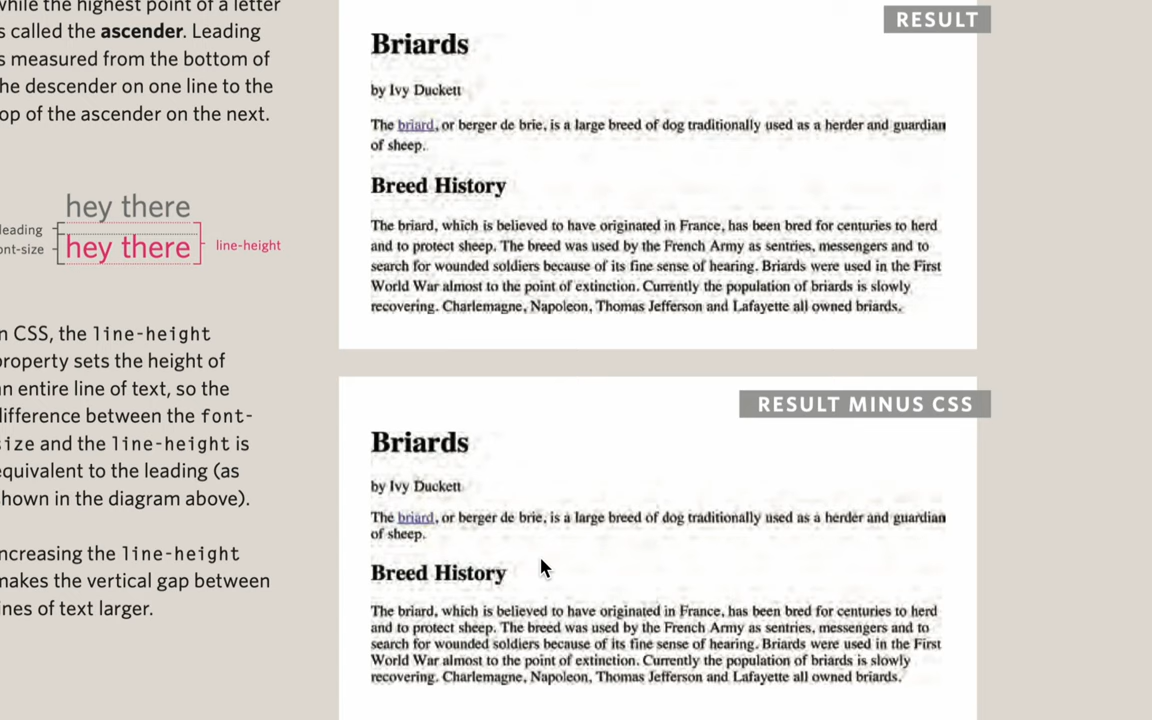 while the highest point of a letter
s called the ascender. Leading
s measured from the bottom of
he descender on one line to the
op of the ascender on the next.
hey there
leading
hey there
ont-size
line-height
n CSS, the line-height
property sets the height of
an entire line of text, so the
difference between the font-
size and the line-height is
equivalent to the leading (as
shown in the diagram above).
ncreasing the line-height
makes the vertical gap between
ines of text larger.
RESULT
Briards
by Ivy Duckett
The briard, or berger de brie, is a large breed of dog traditionally used as a herder and guardian
of sheep.
Breed History
The briard, which is believed to have originated in France, has been bred for centuries to herd
and to protect sheep. The breed was used by the French Army as sentries, messengers and to
search for wounded soldiers because of its fine sense of hearing. Briards were used in the First
World War almost to the point of extinction. Currently the population of briards is slowly
recovering. Charlemagne, Napoleon, Thomas Jefferson and Lafayette all owned briards.
RESULT MINUS CSS
Briards
by Ivy Duckett
The briard, or berger de brie, is a large breed of dog traditionally used as a herder and guardian
of sheep.
Breed History
The briard, which is believed to have originated in France, has been bred for centuries to herd
and to protect sheep. The breed was used by the French Army as sentries, messengers and to
search for wounded soldiers because of its fine sense of hearing. Briards were used in the First
World War almost to the point of extinction. Currently the population of briards is slowly
recovering. Charlemagne, Napoleon, Thomas Jefferson and Lafayette all owned briards.